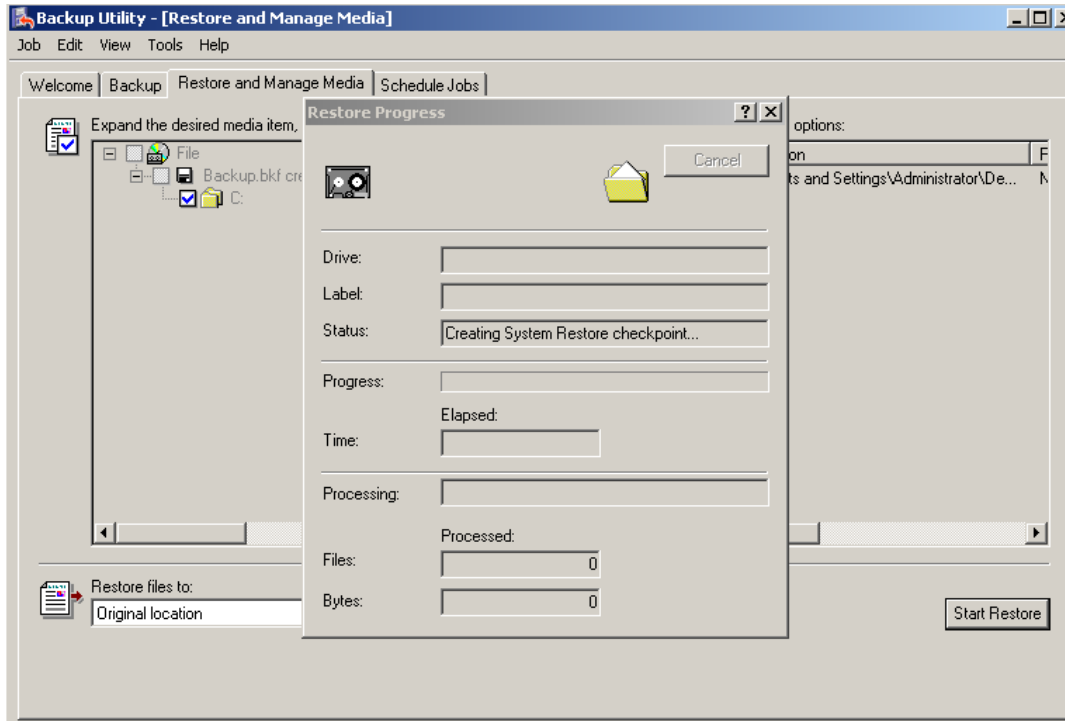 Backup Utility - [Restore and Manage Media]
Job Edit View Tools Help
Welcome Backup Restore and Manage Media Schedule Jobs
Restore Progress
Expand the desired media item, options:
Cancel
File on F
Backup.bkf cre ts and Settings\Administrator\De... N
C:
Drive:
Label:
Status: Creating System Restore checkpoint...
Progress:
Elapsed:
Time:
Processing:
Processed:
Files: 0
Restore files to:
Bytes: 0
Original location Start Restore